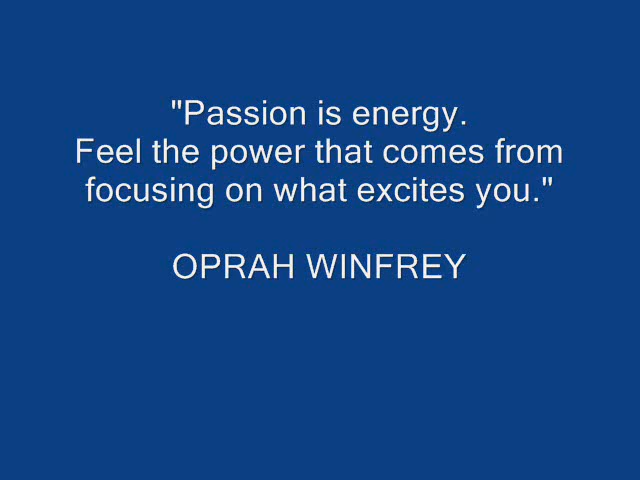 "Passion is energy.
Feel the power that comes from
focusing on what excites you."
OPRAH WINFREY